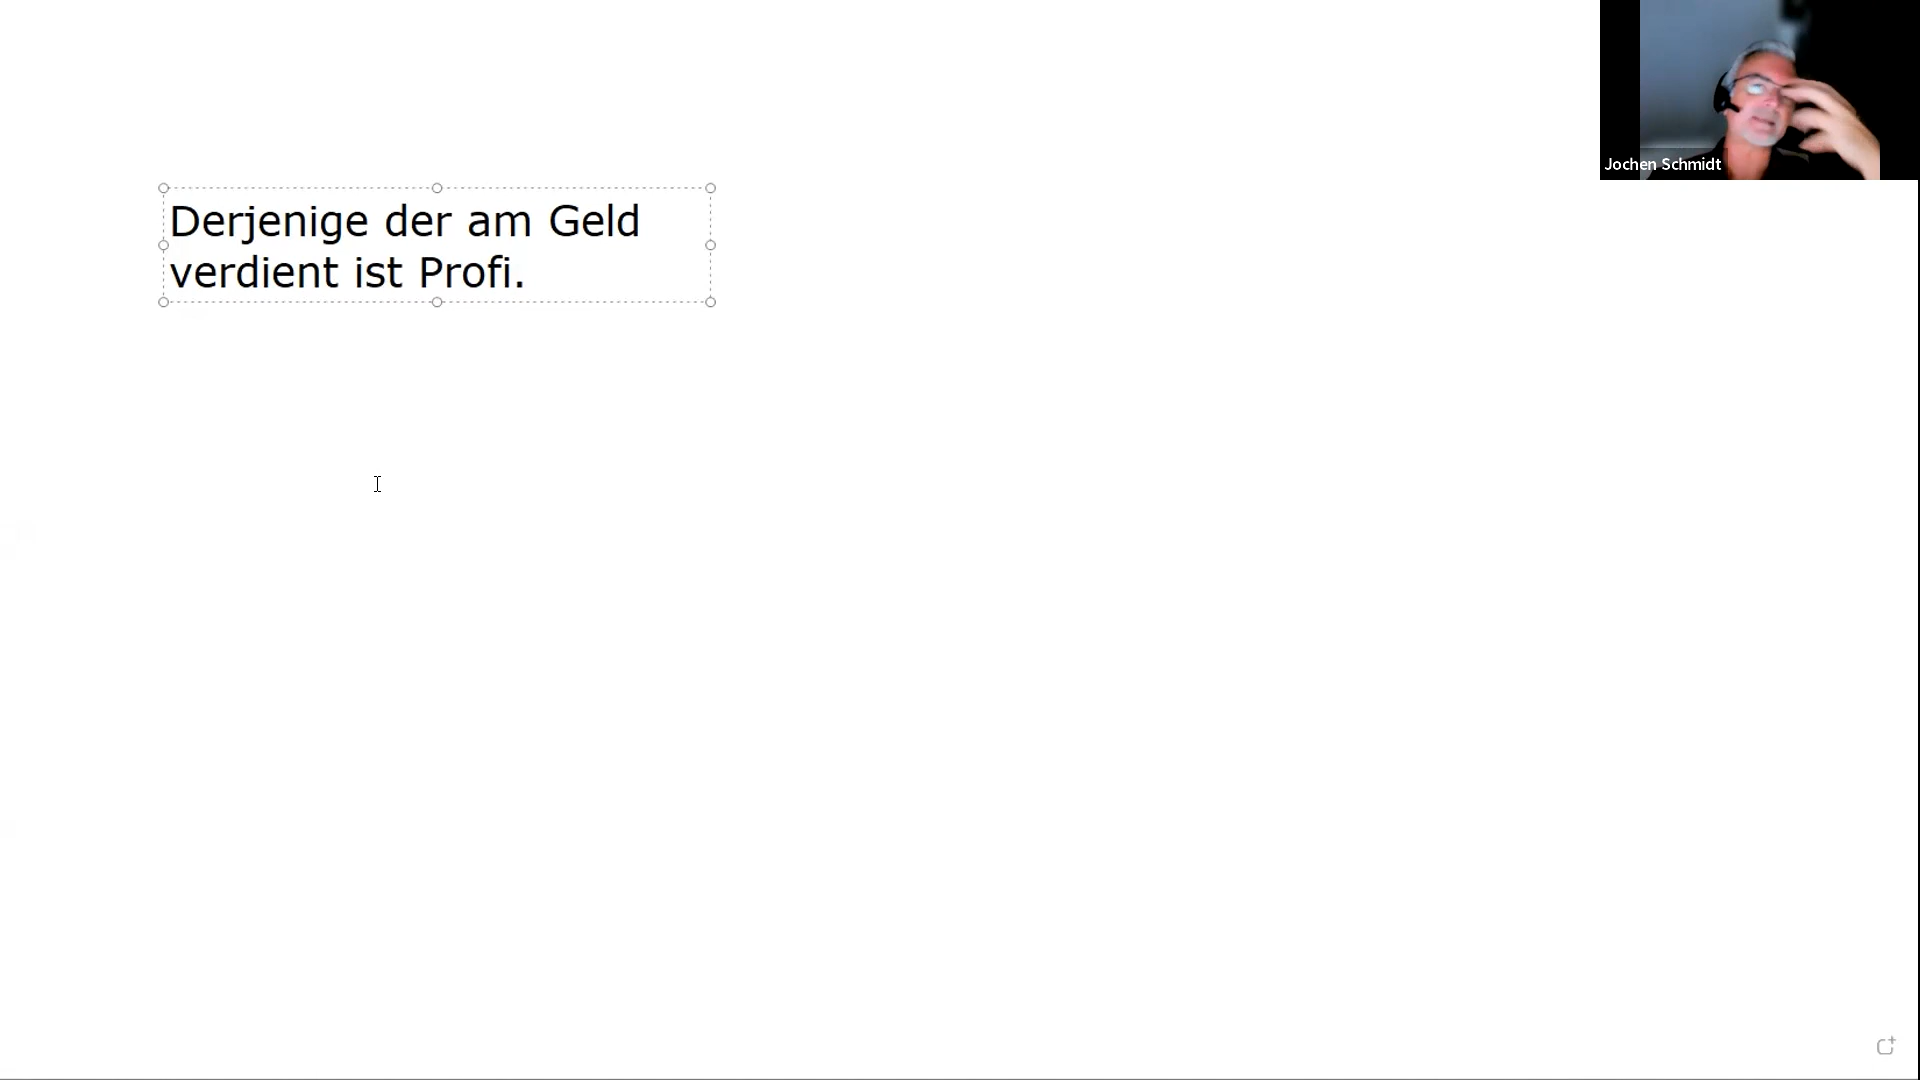 Jochen Schmidt
Derjenige der am Geld
verdient ist Profi.